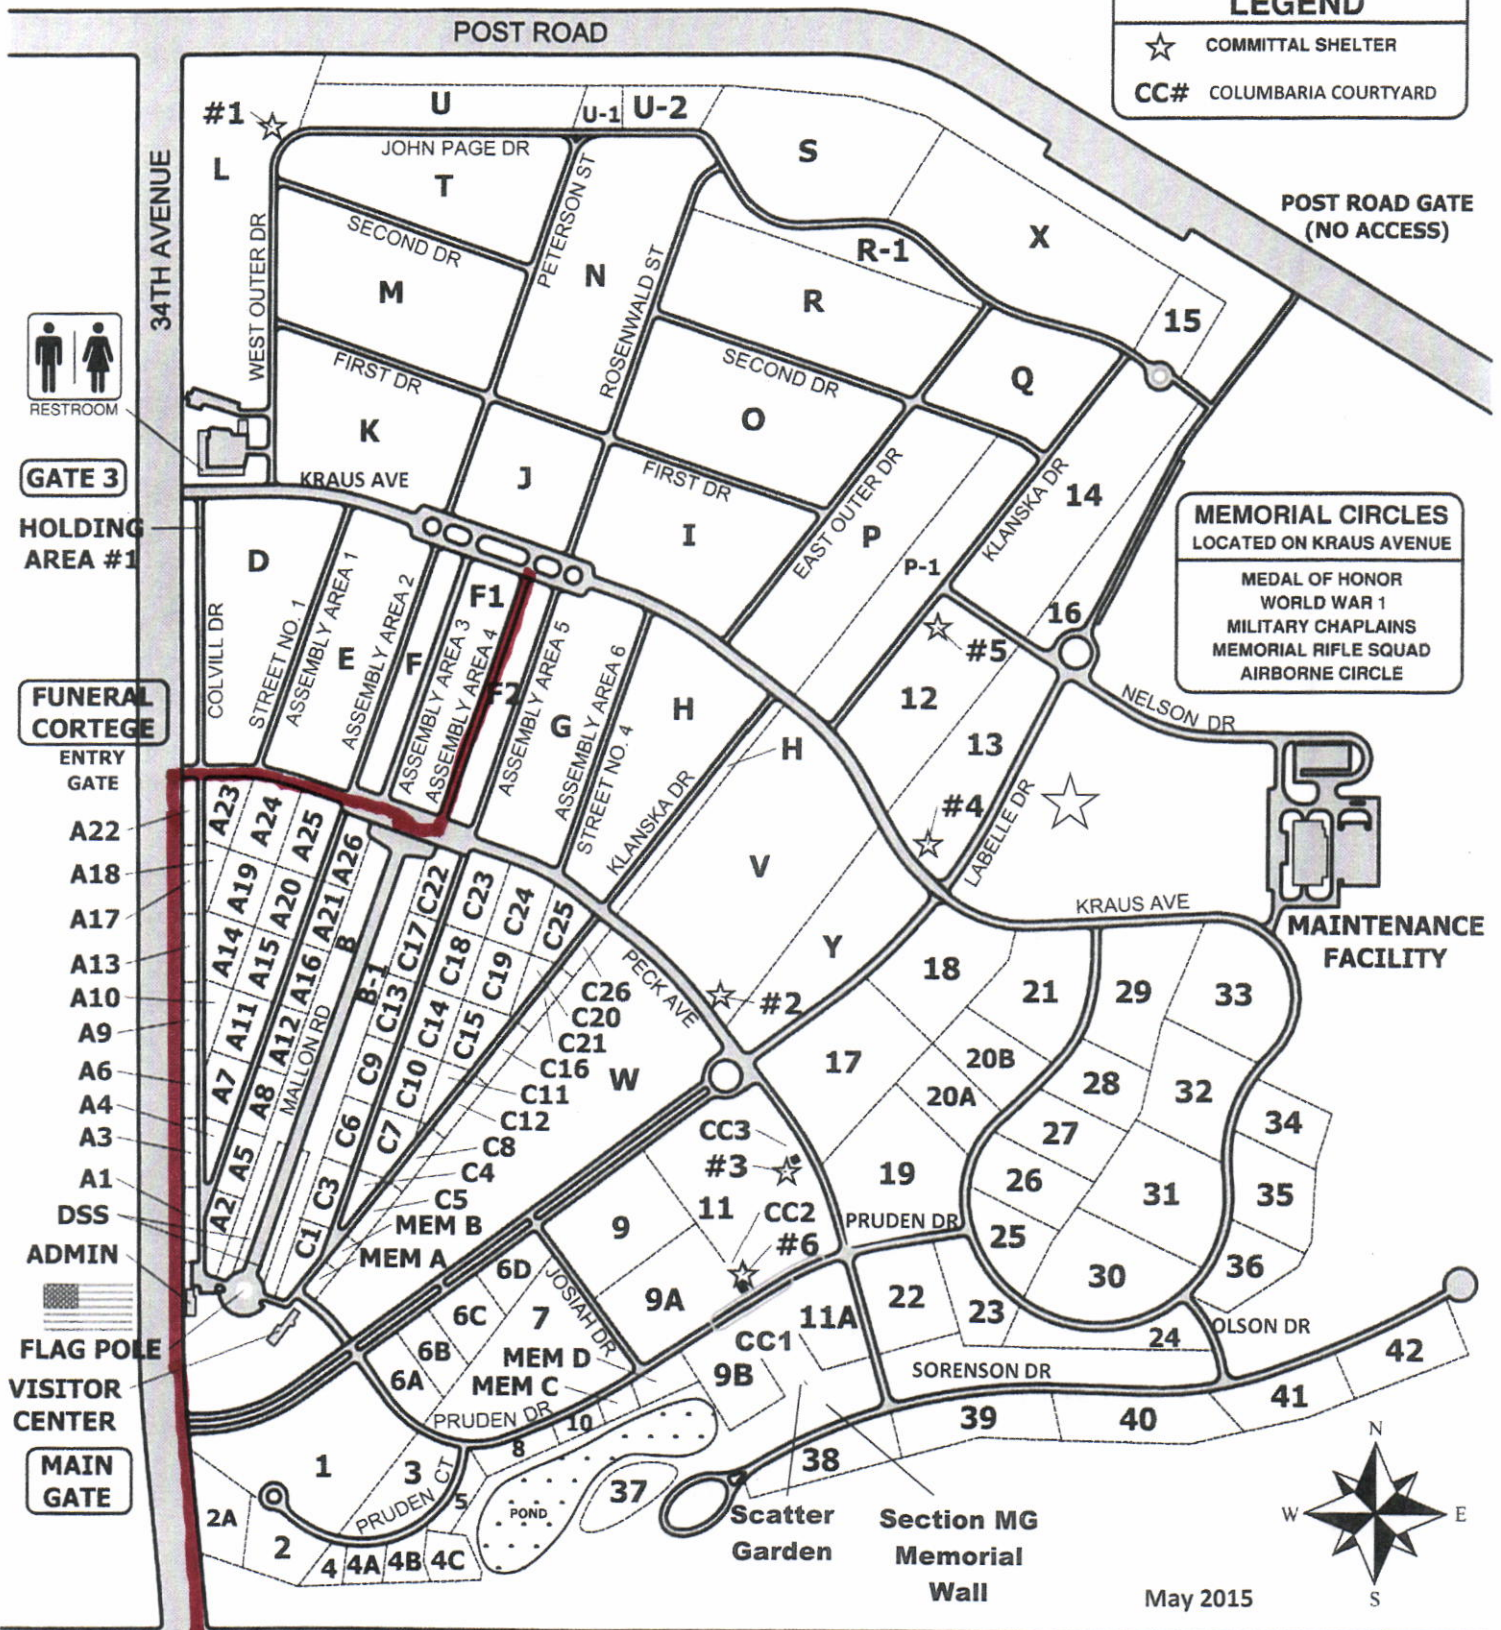 LEGEND
COMMITTAL SHELTER
CC# COLUMBARIA COURTYARD
POST ROAD
#1
U
U-1
U-2
JOHN PAGE DR
L
T
S
34TH AVENUE
WEST OUTER DR
SECOND DR
PETERSON ST
N
M
ROSENWALD ST
R-1
R
X
POST ROAD GATE
(NO ACCESS)
15
RESTROOM
FIRST DR
SECOND DR
Q
K
O
J
FIRST DR
EAST OUTER DR
KLANSKA DR
14
GATE 3
KRAUS AVE
HOLDING
AREA #1
I
P
P-1
16
MEMORIAL CIRCLES
LOCATED ON KRAUS AVENUE
MEDAL OF HONOR
WORLD WAR 1
MILITARY CHAPLAINS
MEMORIAL RIFLE SQUAD
AIRBORNE CIRCLE
D
COLVILL DR
STREET NO. 1
ASSEMBLY AREA 1
E
ASSEMBLY AREA 2
F
F1
ASSEMBLY AREA 3
ASSEMBLY AREA 4
F2
ASSEMBLY AREA 5
G
ASSEMBLY AREA 6
STREET NO. 4
H
KLANSKA DR
H
#5
12
13
NELSON DR
#4
LABELLE DR
FUNERAL
CORTEGE
ENTRY
GATE
V
Y
KRAUS AVE
MAINTENANCE
FACILITY
A22
A18
A17
A13
A10
A9
A6
A4
A3
A1
DSS
ADMIN
FLAG POLE
VISITOR
CENTER
MAIN
GATE
A23
A24
A25
A26
A19
A20
A21
A14
A15
A16
A11
A12
A7
A8
A5
A2
B
B-1
MALLON RD
C22
C23
C24
C25
C17
C18
C19
C13
C14
C15
C9
C10
C6
C7
C3
C1
C26
C20
C21
C16
C11
C12
C8
C4
C5
MEM B
MEM A
PECK AVE
#2
W
18
21
29
33
17
20B
20A
28
32
27
34
26
31
35
19
25
30
36
CC3
#3
11
CC2
#6
9
PRUDEN DR
6D
JOSIAH DR
6C
7
9A
6B
6A
MEM D
MEM C
CC1
11A
9B
22
23
24
OLSON DR
SORENSON DR
42
41
40
39
38
PRUDEN DR
10
8
1
3
PRUDEN CT
5
2A
2
4
4A
4B
4C
POND
37
Scatter
Garden
Section MG
Memorial
Wall
May 2015
N
W
E
S